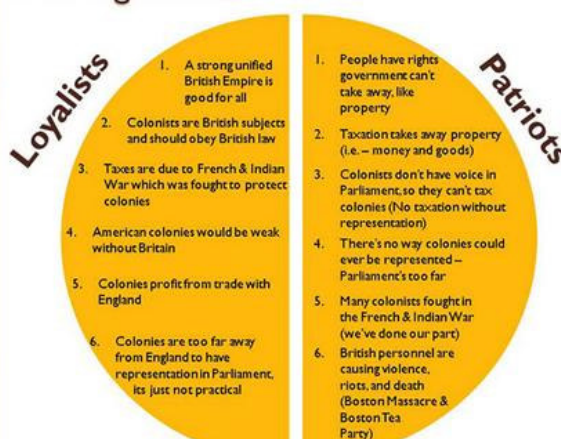 Loyalists
1. A strong unified
British Empire is
good for all
2. Colonists are British subjects
and should obey British law
3. Taxes are due to French & Indian
War which was fought to protect
colonies
4. American colonies would be weak
without Britain
5. Colonies profit from trade with
England
6. Colonies are too far away
from England to have
representation in Parliament,
its just not practical
Patriots
1. People have rights
government can't
take away, like
property
2. Taxation takes away property
(i.e. – money and goods)
3. Colonists don't have voice in
Parliament, so they can't tax
colonies (No taxation without
representation)
4. There's no way colonies could
ever be represented –
Parliament's too far
5. Many colonists fought in
the French & Indian War
(we've done our part)
6. British personnel are
causing violence,
riots, and death
(Boston Massacre &
Boston Tea
Party)